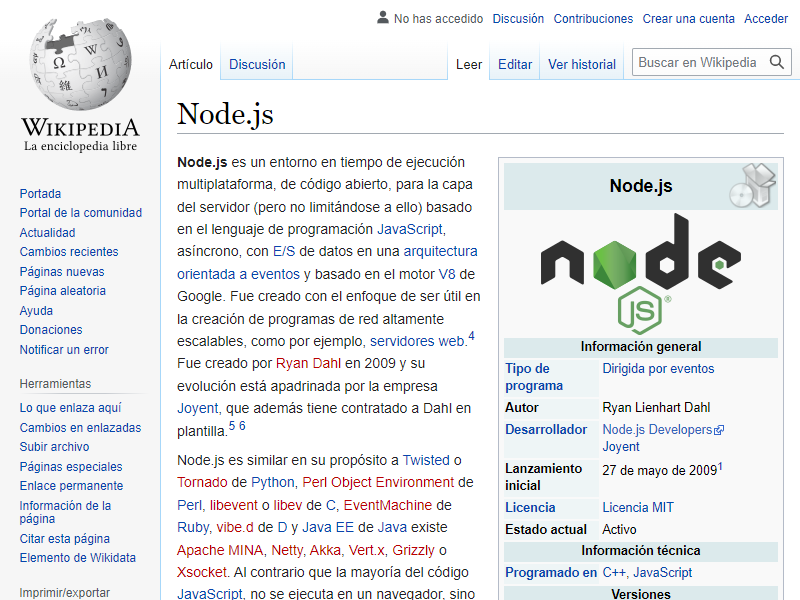 No has accedido Discusión Contribuciones Crear una cuenta Acceder
Artículo Discusión Leer Editar Ver historial Buscar en Wikipedia
WIKIPEDIA
La enciclopedia libre
Portada
Portal de la comunidad
Actualidad
Cambios recientes
Páginas nuevas
Página aleatoria
Ayuda
Donaciones
Notificar un error
Herramientas
Lo que enlaza aquí
Cambios en enlazadas
Subir archivo
Páginas especiales
Enlace permanente
Información de la
página
Citar esta página
Elemento de Wikidata
Imprimir/exportar
Node.js
Node.js es un entorno en tiempo de ejecución
multiplataforma, de código abierto, para la capa
del servidor (pero no limitándose a ello) basado
en el lenguaje de programación JavaScript,
asíncrono, con E/S de datos en una arquitectura
orientada a eventos y basado en el motor V8 de
Google. Fue creado con el enfoque de ser útil en
la creación de programas de red altamente
escalables, como por ejemplo, servidores web.4
Fue creado por Ryan Dahl en 2009 y su
evolución está apadrinada por la empresa
Joyent, que además tiene contratado a Dahl en
plantilla.5 6
Node.js es similar en su propósito a Twisted o
Tornado de Python, Perl Object Environment de
Perl, libevent o libev de C, EventMachine de
Ruby, vibe.d de D y Java EE de Java existe
Apache MINA, Netty, Akka, Vert.x, Grizzly o
Xsocket. Al contrario que la mayoría del código
JavaScript, no se ejecuta en un navegador, sino
Node.js
node
JS®
Información general
Tipo de Dirigida por eventos
programa
Autor Ryan Lienhart Dahl
Desarrollador Node.js Developers
Joyent
Lanzamiento 27 de mayo de 20091
inicial
Licencia Licencia MIT
Estado actual Activo
Información técnica
Programado en C++, JavaScript
Versiones